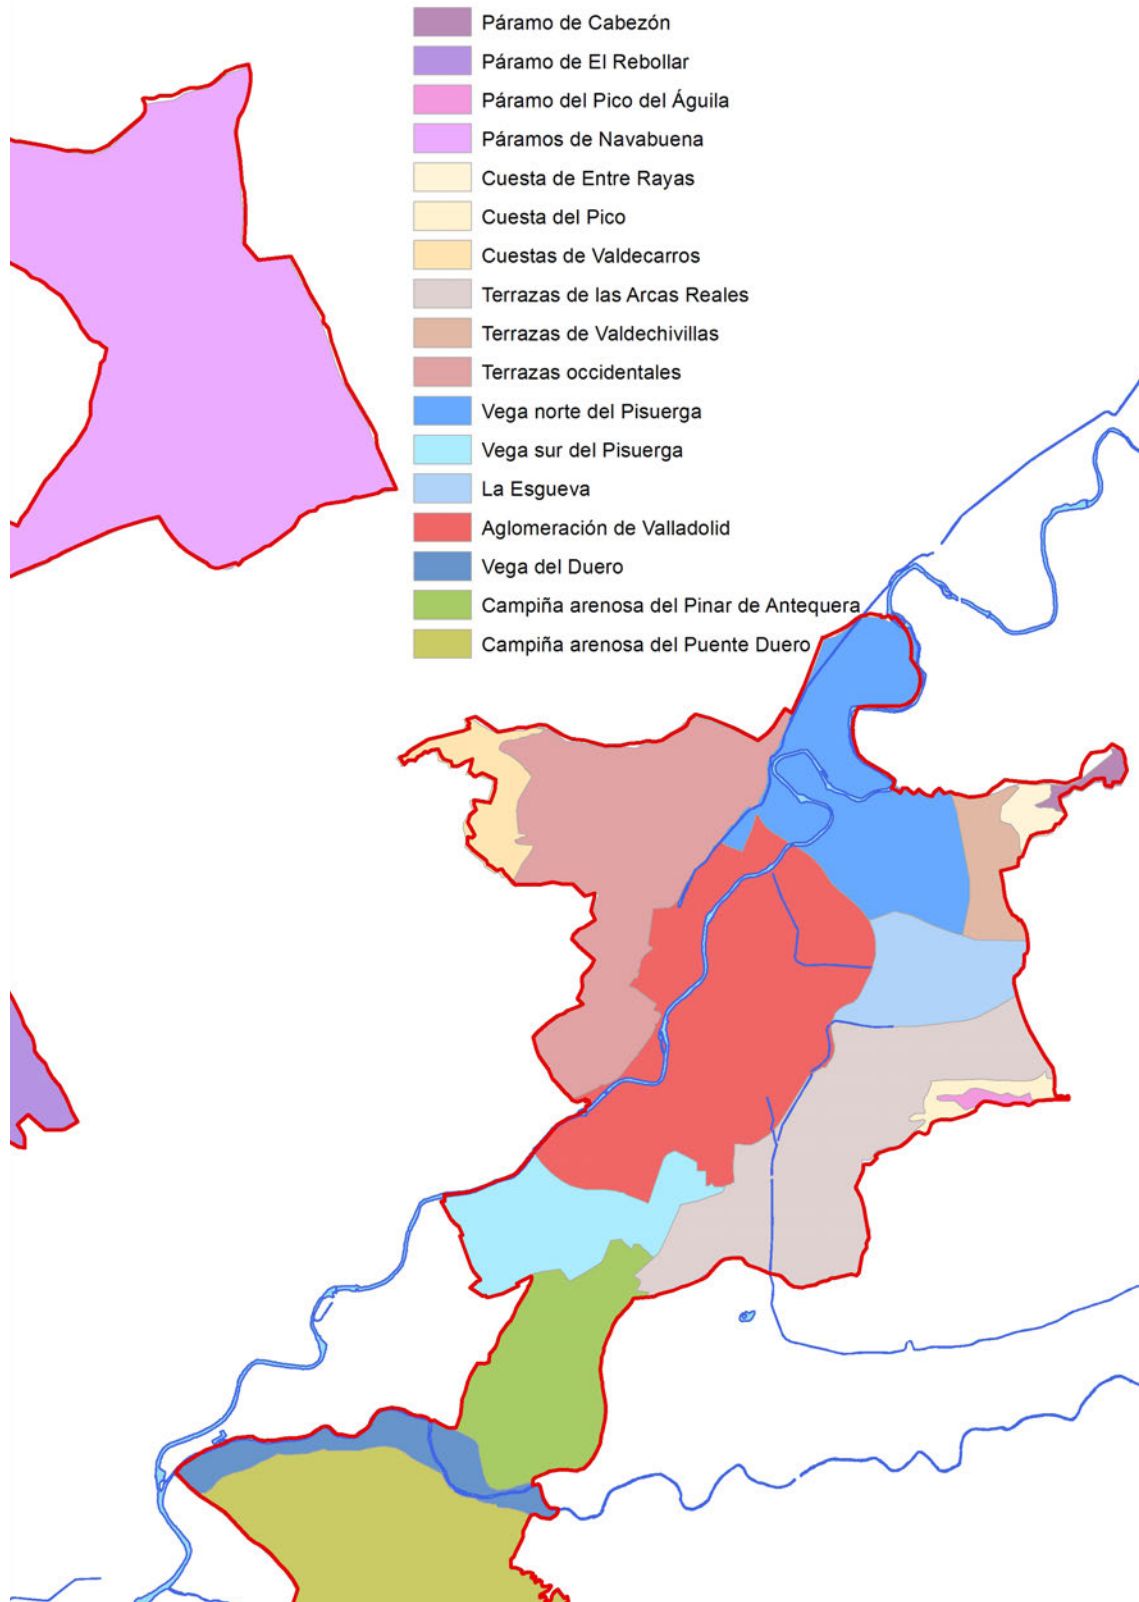 Páramo de Cabezón
Páramo de El Rebollar
Páramo del Pico del Águila
Páramos de Navabuena
Cuesta de Entre Rayas
Cuesta del Pico
Cuestas de Valdecarros
Terrazas de las Arcas Reales
Terrazas de Valdechivillas
Terrazas occidentales
Vega norte del Pisuerga
Vega sur del Pisuerga
La Esgueva
Aglomeración de Valladolid
Vega del Duero
Campiña arenosa del Pinar de Antequera
Campiña arenosa del Puente Duero